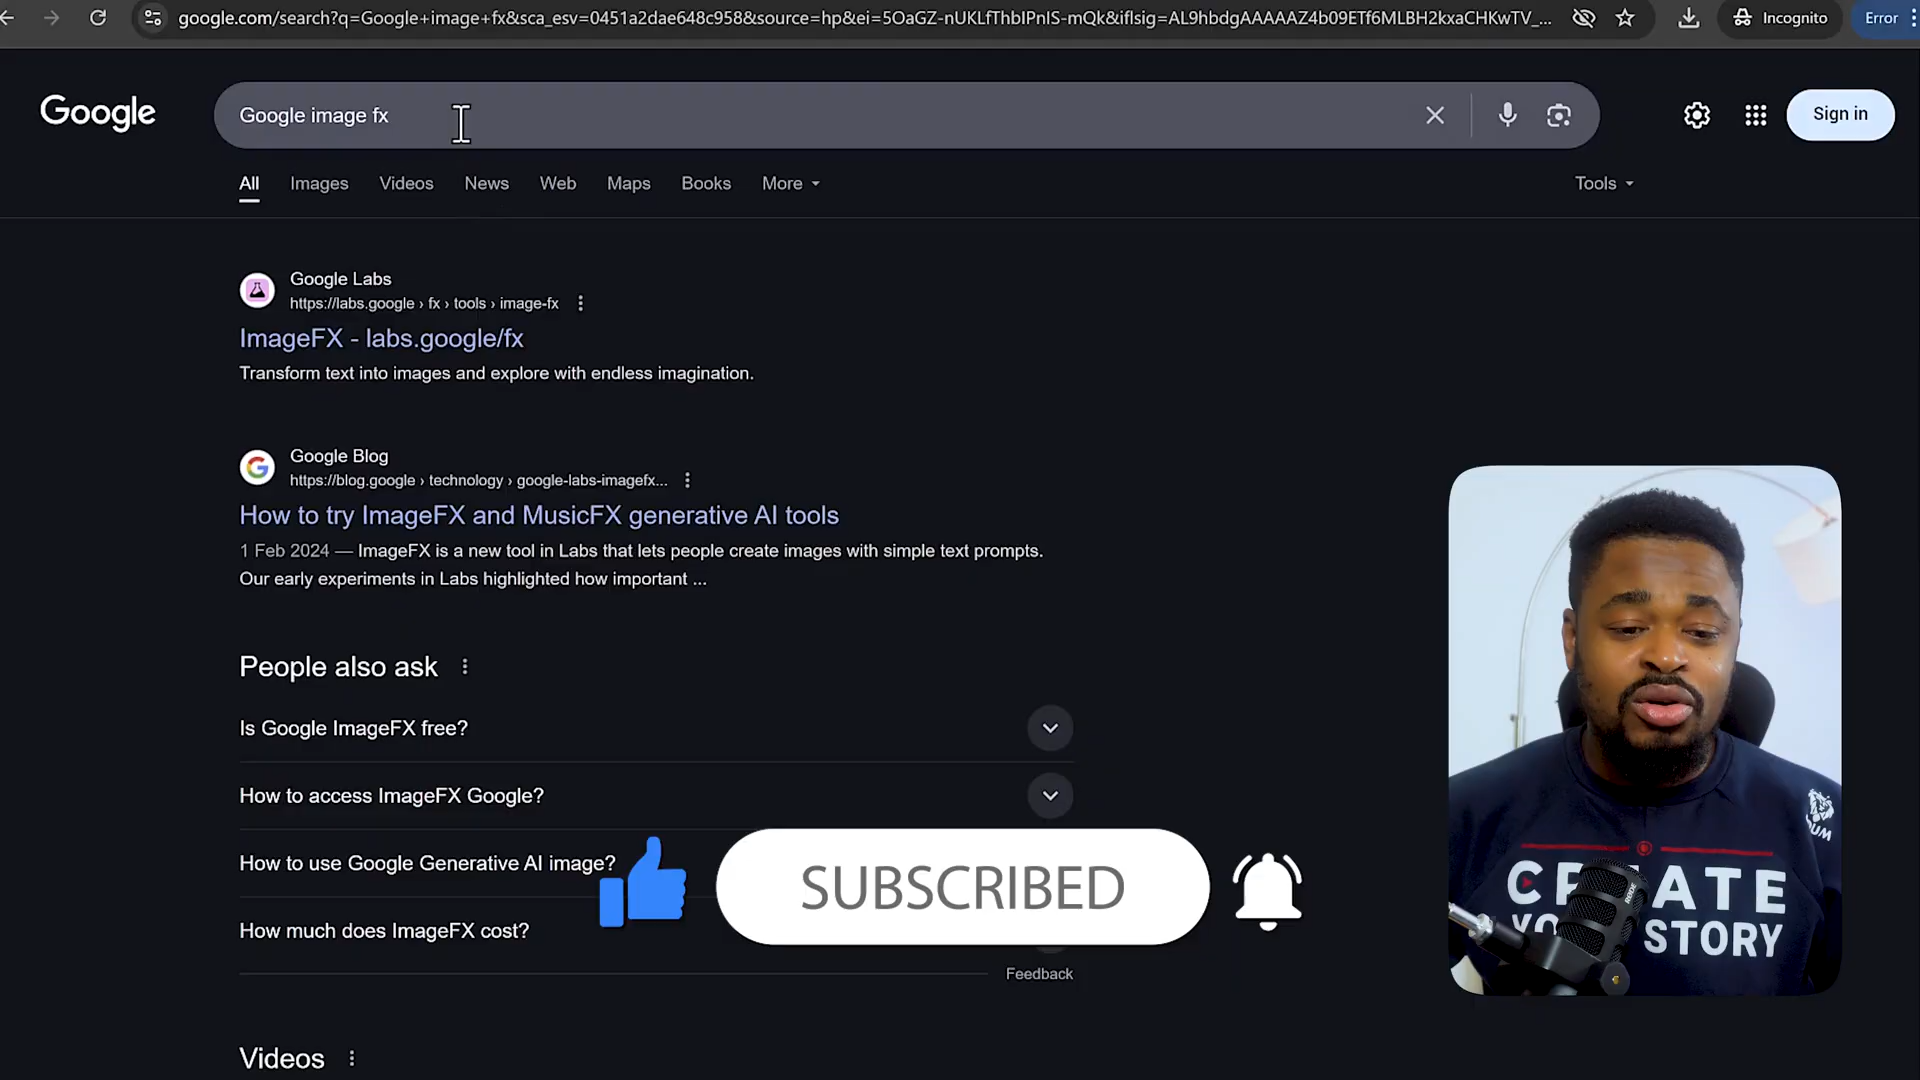 google.com/search?q=Google+image+fx&sca_esv=0451a2dae648c958&source=hp&ei=5OaGZ-nUKLfThbIPnIS-mQk&iflsig=AL9hbdgAAAAAZ4b09ETf6MLBH2kxaCHKwTV_...
Incognito
Error
Google
Google image fx
Sign in
All
Images
Videos
News
Web
Maps
Books
More
Tools
Google Labs
https://labs.google › fx › tools › image-fx
ImageFX - labs.google/fx
Transform text into images and explore with endless imagination.
Google Blog
https://blog.google › technology › google-labs-imagefx...
How to try ImageFX and MusicFX generative AI tools
1 Feb 2024 — ImageFX is a new tool in Labs that lets people create images with simple text prompts.
Our early experiments in Labs highlighted how important ...
People also ask
Is Google ImageFX free?
How to access ImageFX Google?
How to use Google Generative AI image?
How much does ImageFX cost?
SUBSCRIBED
Feedback
Videos
UM
CREATE
YOUR STORY
RODE